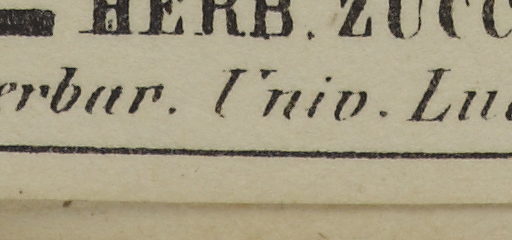 HERB. ZUCC
erbar. Univ. Lu